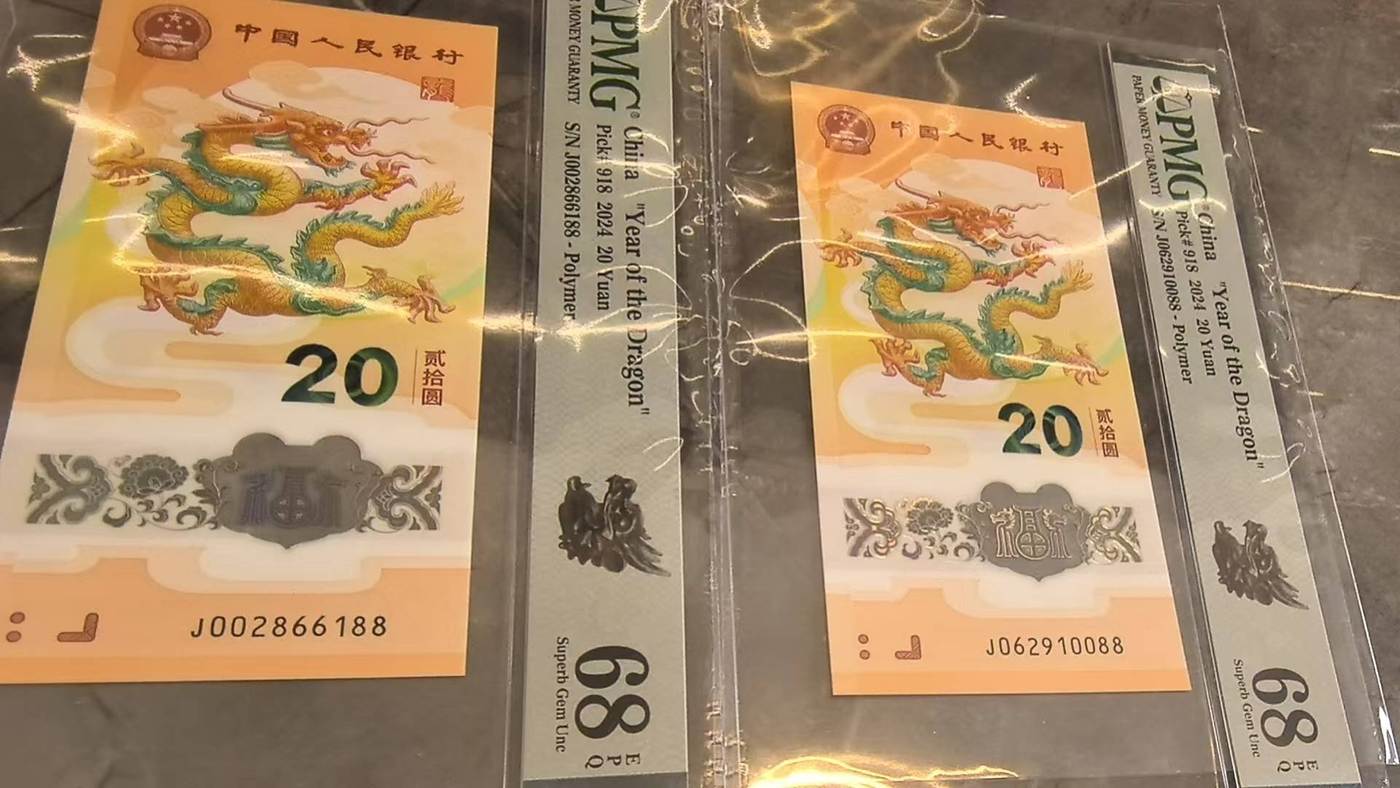 中国人民银行
20
贰拾圆
J002866188
PMG
PAPER MONEY GUARANTY
China "Year of the Dragon"
Pick# 918 2024 20 Yuan
S/N J002866188 - Polymer
68
EPQ
Superb Gem Unc
中国人民银行
20
贰拾圆
福
J062910088
PMG
PAPER MONEY GUARANTY
China "Year of the Dragon"
Pick# 918 2024 20 Yuan
S/N J062910088 - Polymer
68
EPQ
Superb Gem Unc